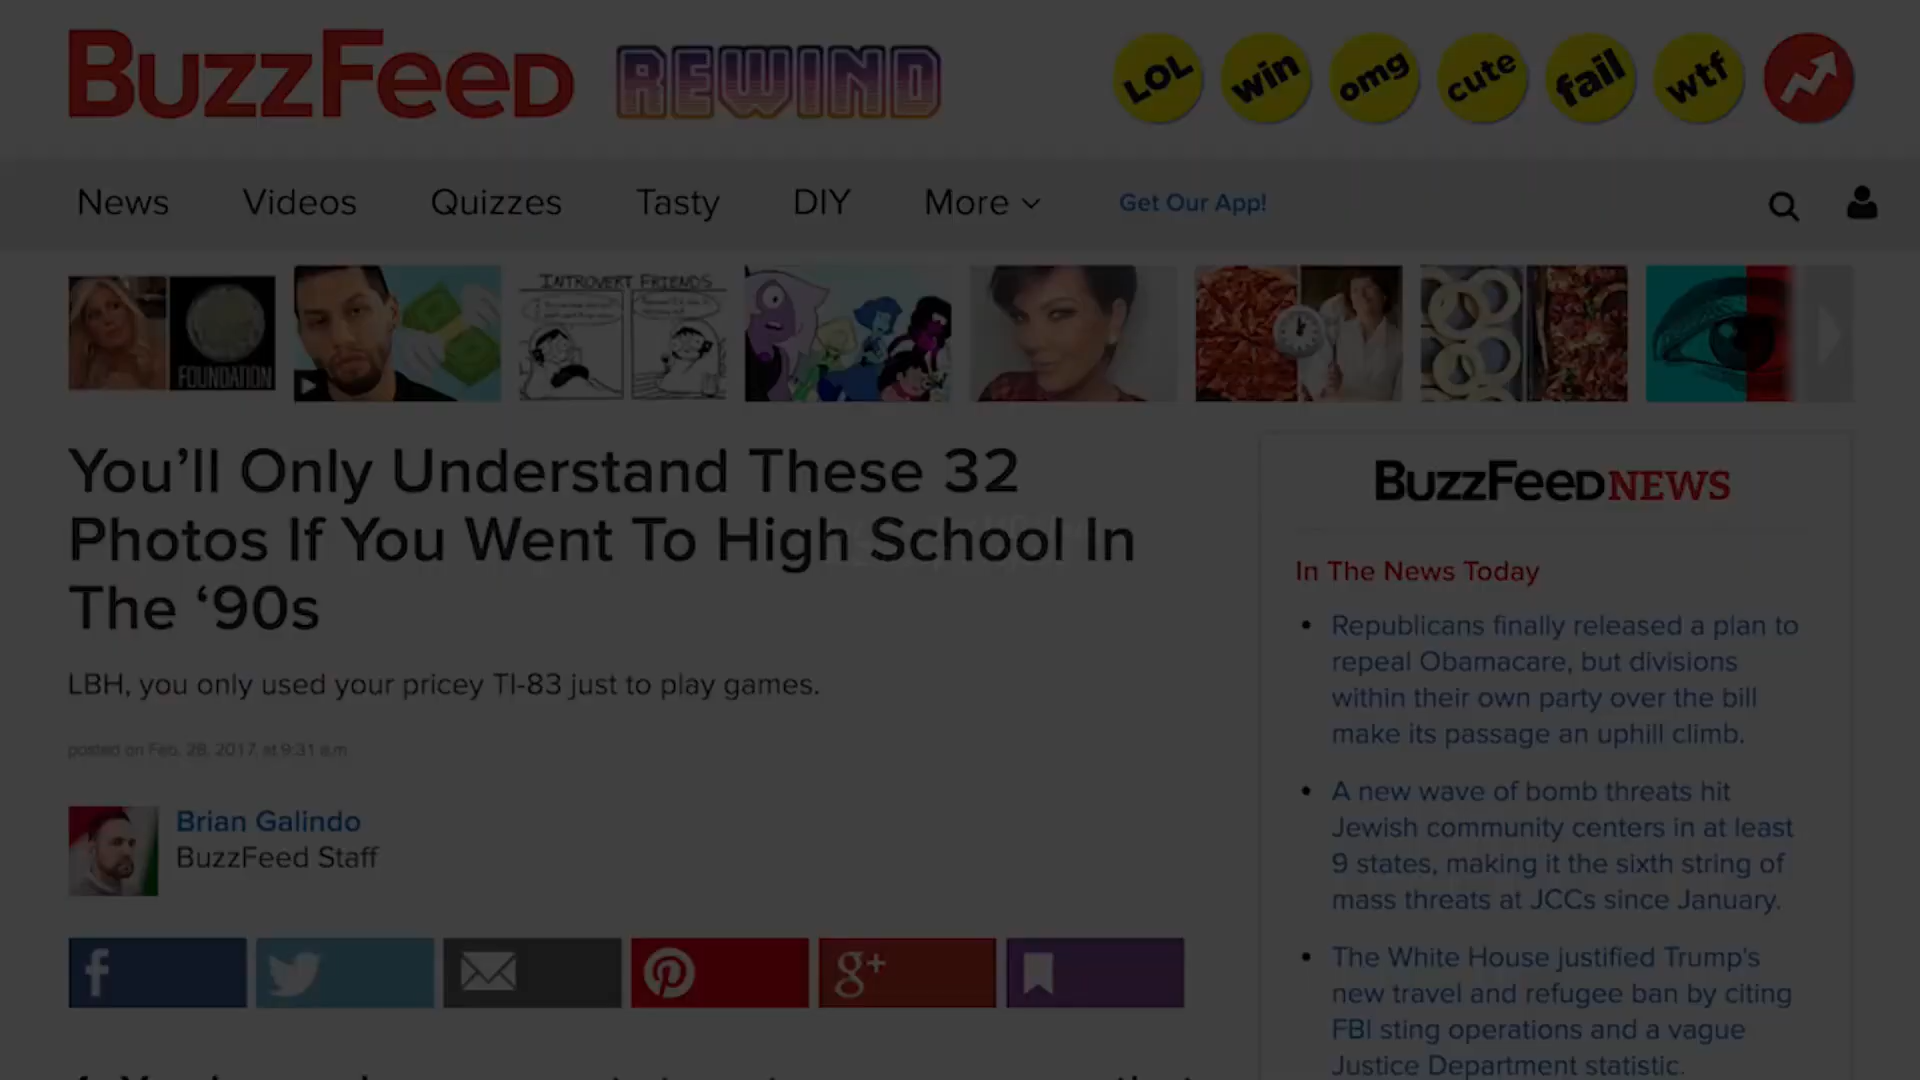 BuzzFeed REWIND
LOL win omg cute fail wtf
News Videos Quizzes Tasty DIY More Get Our App!
FOUNDATION
INTROVERT FRIENDS
You'll Only Understand These 32
Photos If You Went To High School In
The ‘90s
LBH, you only used your pricey TI-83 just to play games.
posted on Feb. 28, 2017, at 9:31 a.m.
Brian Galindo
BuzzFeed Staff
f
g+
BuzzFeedNEWS
In The News Today
• Republicans finally released a plan to
repeal Obamacare, but divisions
within their own party over the bill
make its passage an uphill climb.
• A new wave of bomb threats hit
Jewish community centers in at least
9 states, making it the sixth string of
mass threats at JCCs since January.
• The White House justified Trump's
new travel and refugee ban by citing
FBI sting operations and a vague
Justice Department statistic.